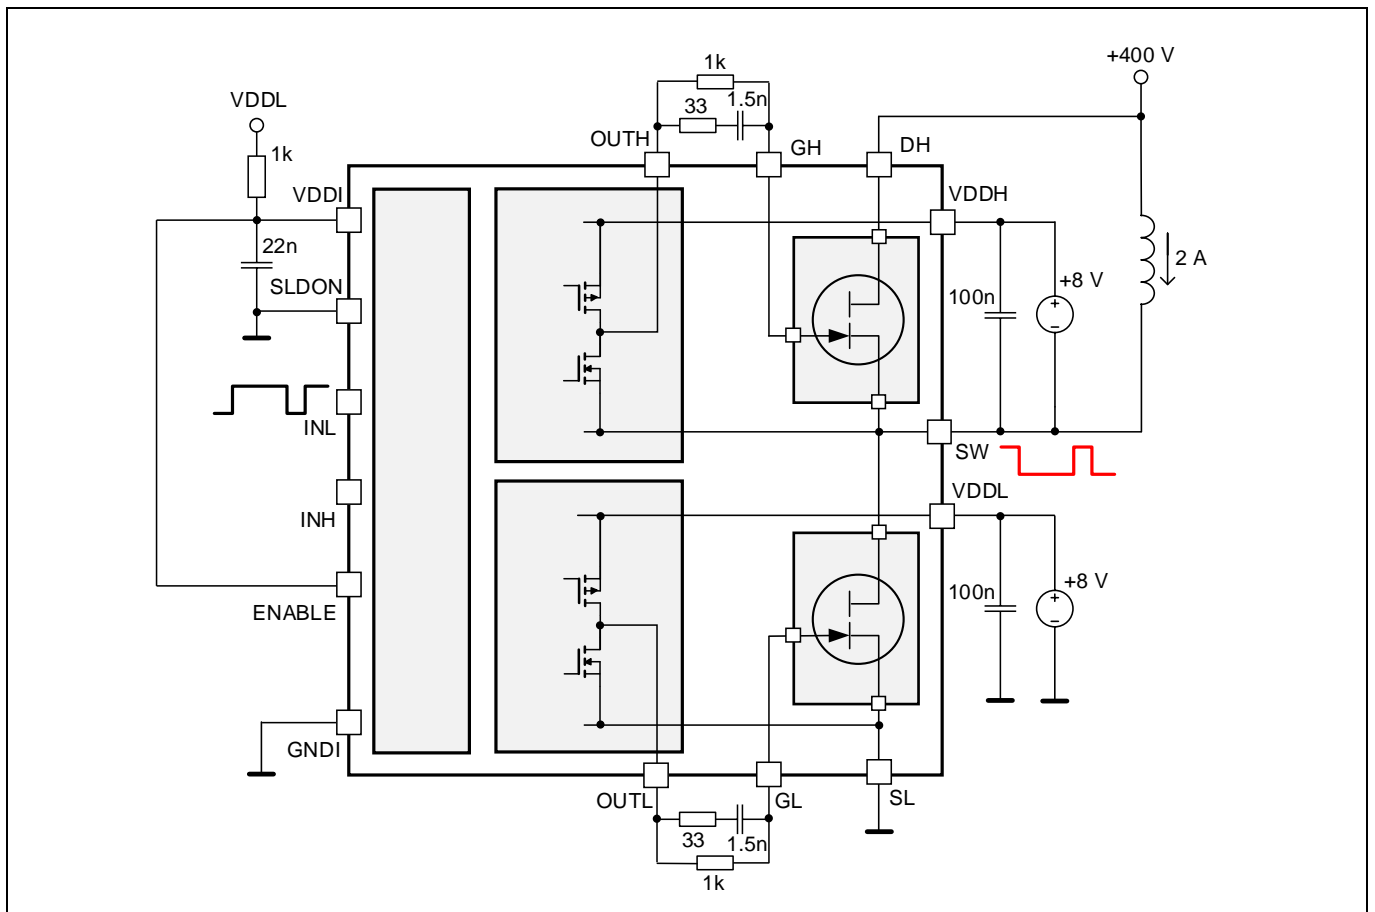 +400 V
1k
VDDL
33
1.5n
OUTH
GH
DH
1k
VDDI
VDDH
22n
2 A
SLDON
+8 V
100n
INL
SW
VDDL
INH
+8 V
100n
ENABLE
GNDI
OUTL
GL
SL
33
1.5n
1k